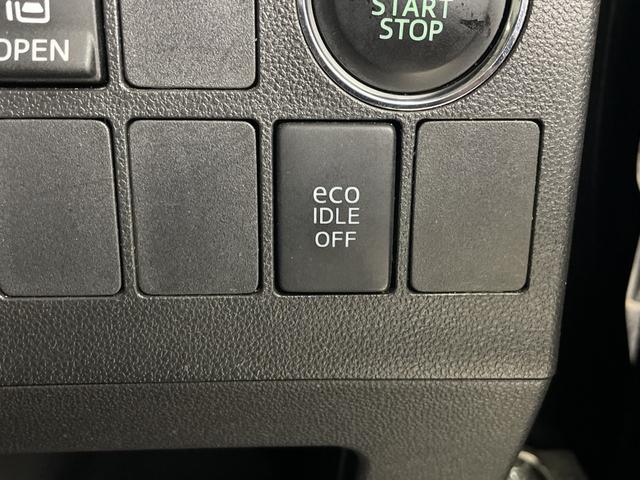 START
STOP
OPEN
eco
IDLE
OFF